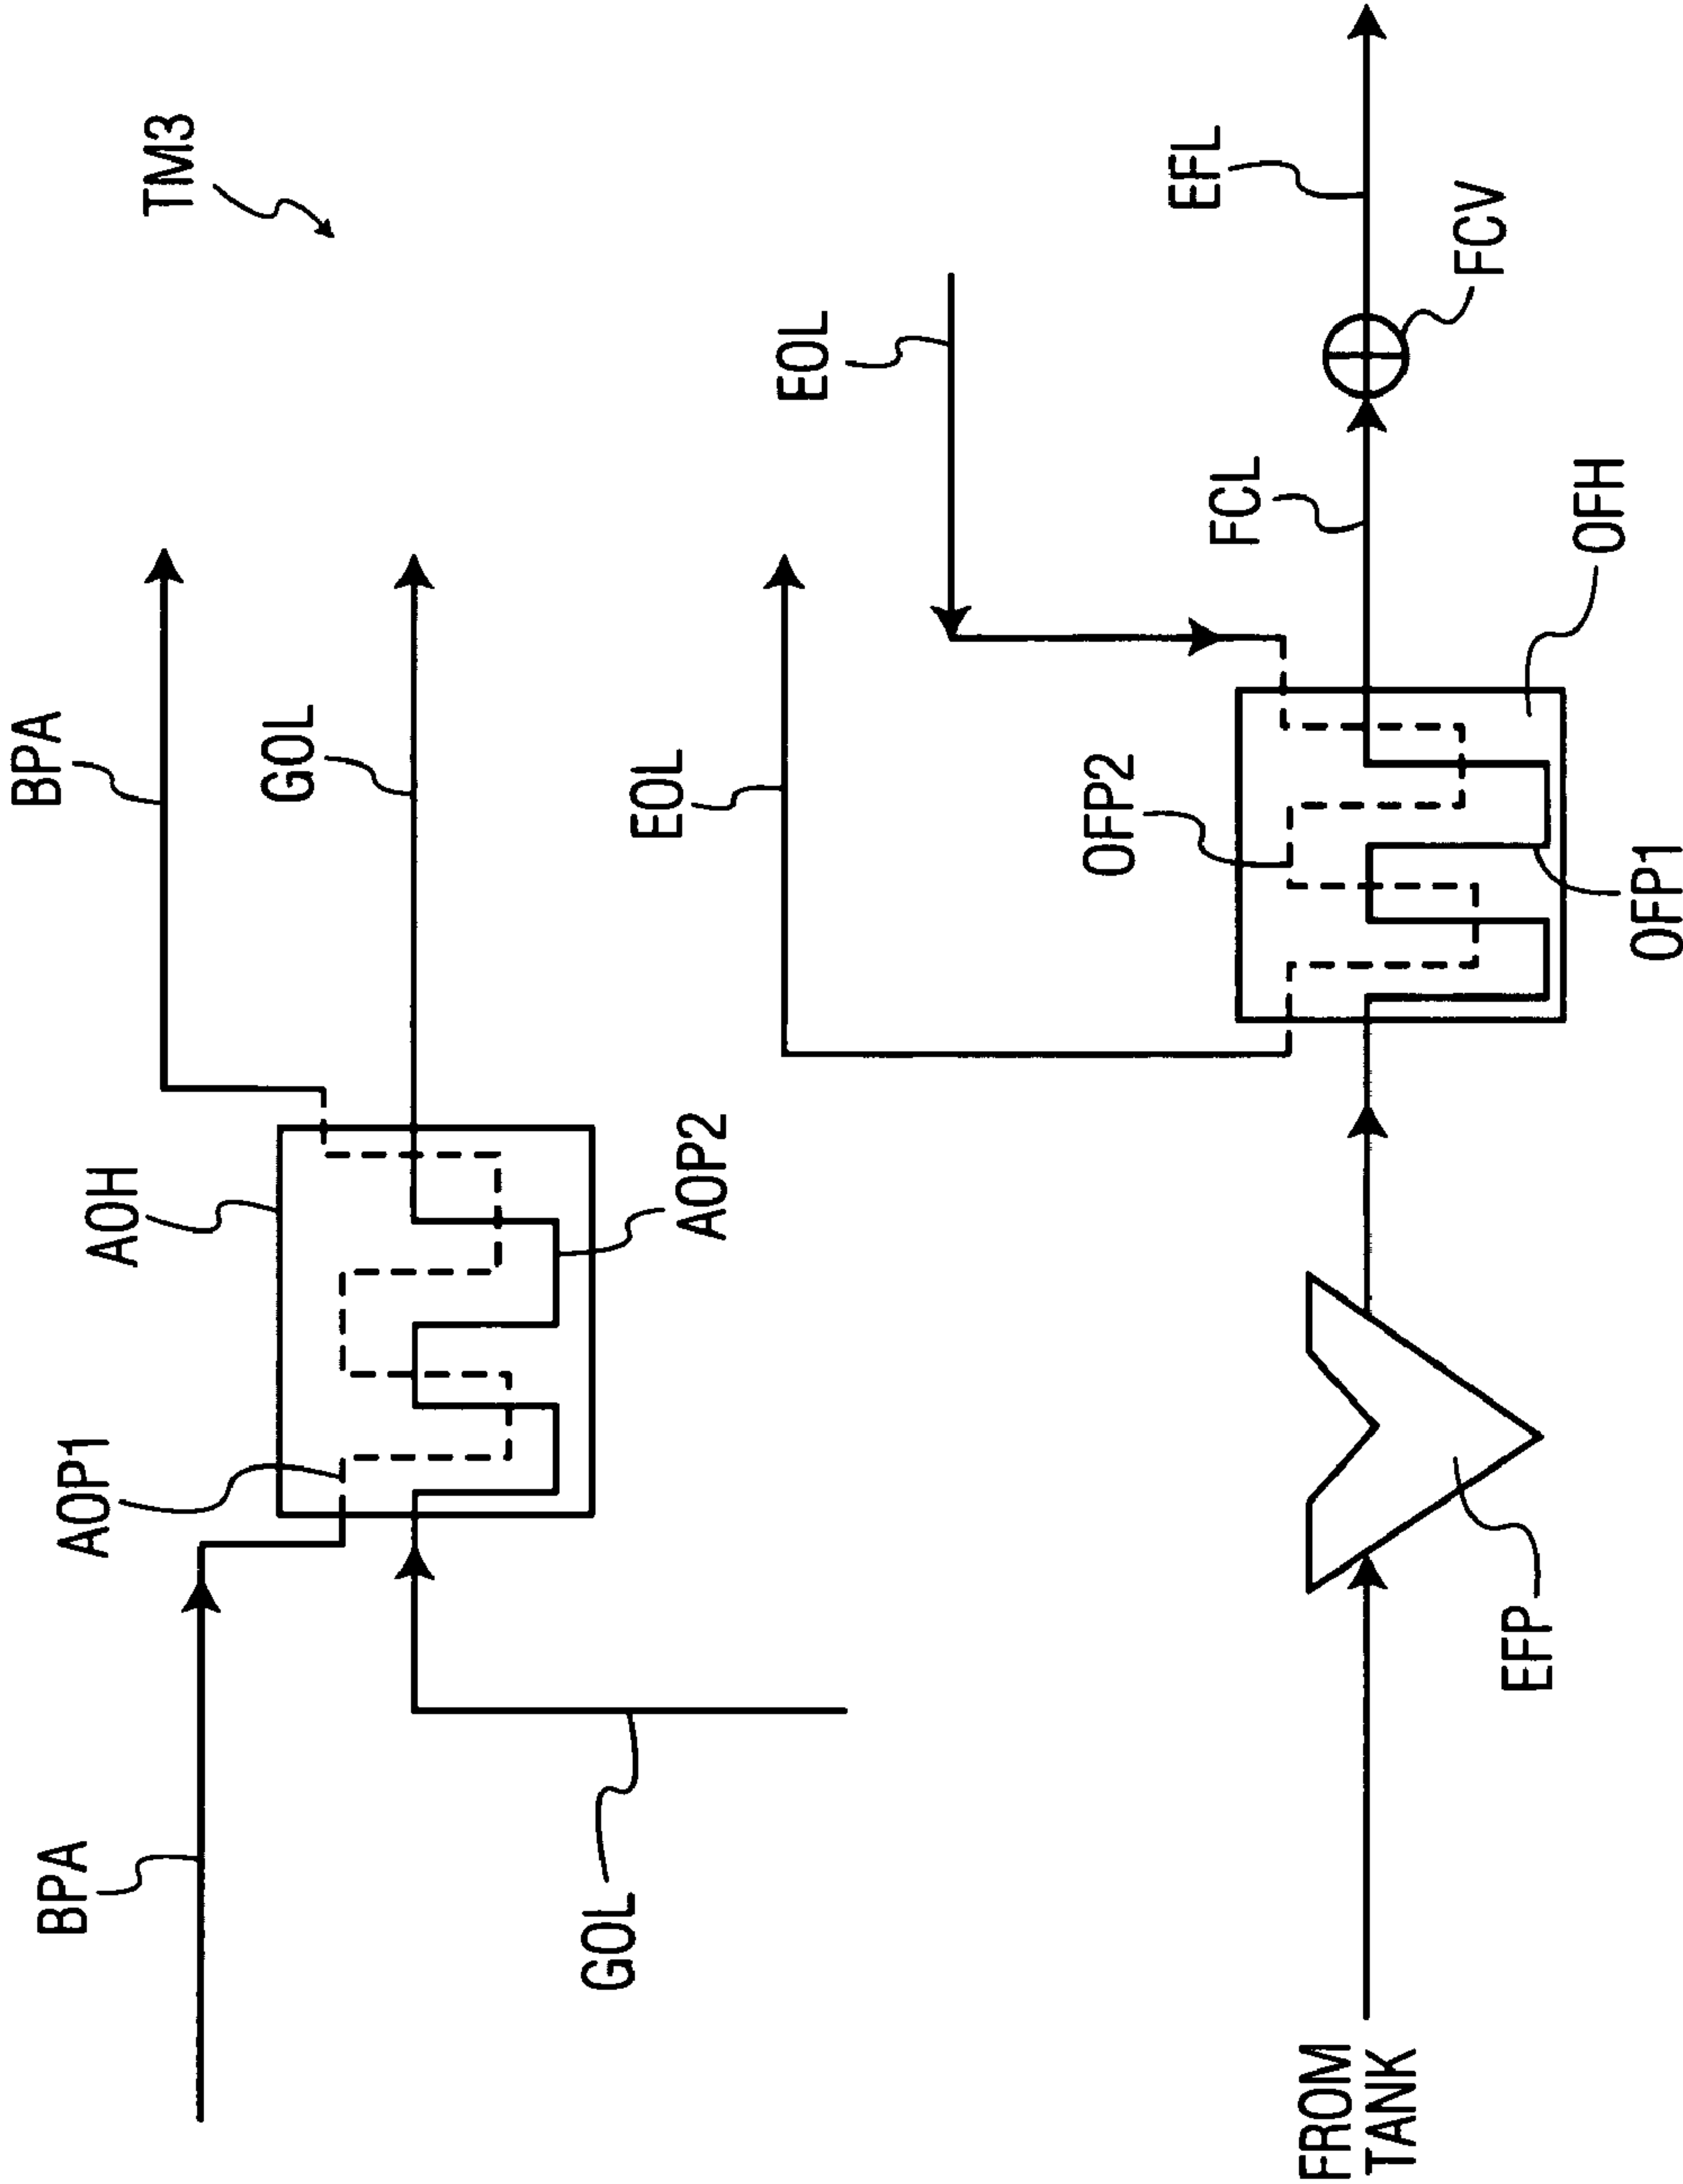 TM3
BPA
AOP1
AOH
BPA
GOL
GOL
AOP2
EOL
EOL
FROM
TANK
EFP
OFP2
OFP1
FCL
OFH
EFL
FCV